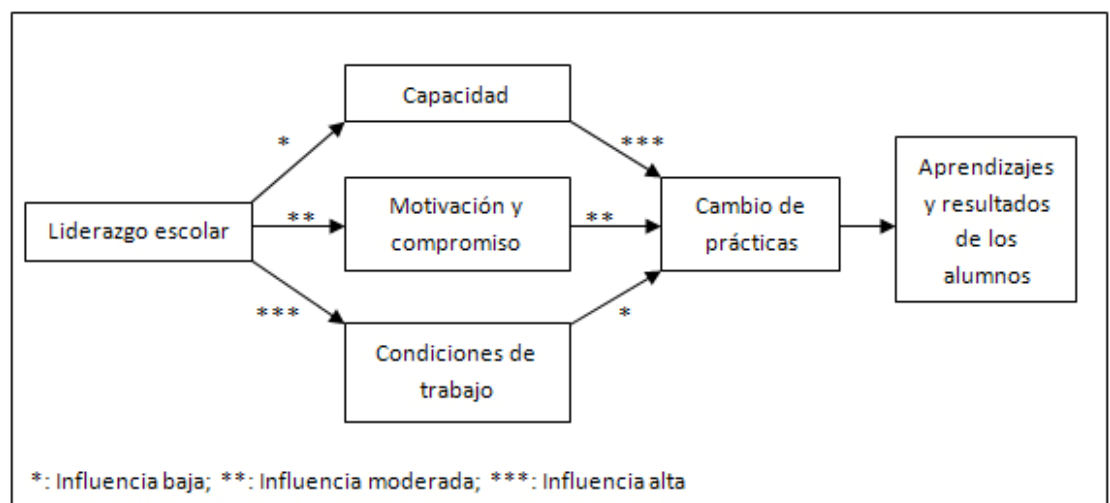 Capacidad
*
***
Liderazgo escolar
**
Motivación y
compromiso
**
Cambio de
prácticas
Aprendizajes
y resultados
de los
alumnos
***
Condiciones de
trabajo
*
*: Influencia baja; **: Influencia moderada; ***: Influencia alta